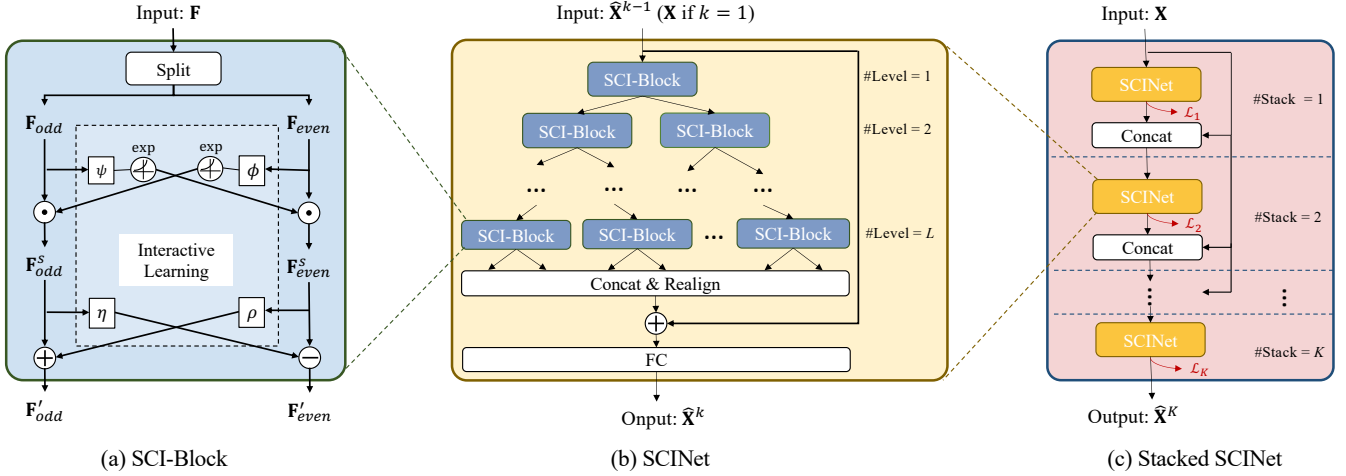 Input: 𝐅
Split
𝐅_odd
𝐅_even
exp
exp
ψ
ϕ
Interactive
Learning
𝐅^s_odd
𝐅^s_even
η
ρ
𝐅′_odd
𝐅′_even
(a) SCI-Block
Input: 𝐗̂^{k−1} (𝐗 if k = 1)
SCI-Block
#Level = 1
SCI-Block
SCI-Block
#Level = 2
... ... ... ...
SCI-Block
SCI-Block
...
SCI-Block
#Level = L
Concat & Realign
FC
Onput: 𝐗̂^k
(b) SCINet
Input: 𝐗
SCINet
#Stack = 1
ℒ_1
Concat
SCINet
#Stack = 2
ℒ_2
Concat
⋮ ⋮
SCINet
#Stack = K
ℒ_K
Output: 𝐗̂^K
(c) Stacked SCINet